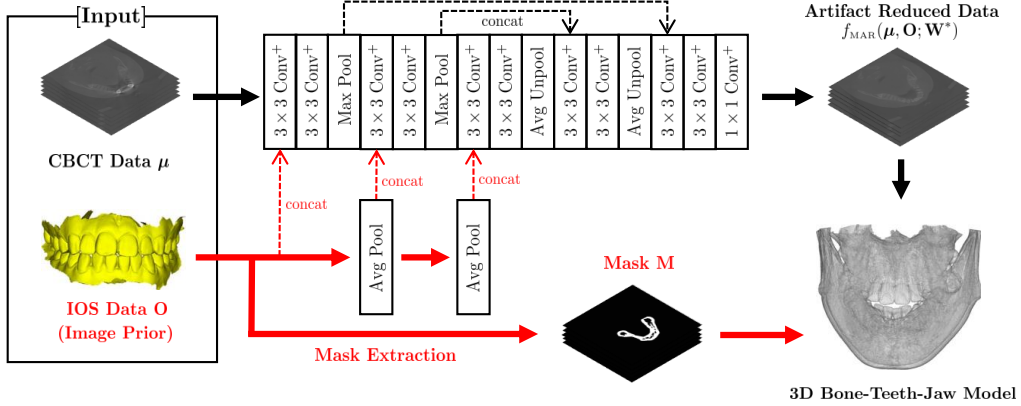 [Input]
CBCT Data μ
IOS Data O
(Image Prior)
concat
3 × 3 Conv⁺
3 × 3 Conv⁺
Max Pool
3 × 3 Conv⁺
3 × 3 Conv⁺
Max Pool
3 × 3 Conv⁺
3 × 3 Conv⁺
Avg Unpool
3 × 3 Conv⁺
3 × 3 Conv⁺
Avg Unpool
3 × 3 Conv⁺
3 × 3 Conv⁺
1 × 1 Conv⁺
concat
concat
concat
Avg Pool
Avg Pool
Mask Extraction
Mask M
Artifact Reduced Data
f_MAR(μ, O; W*)
3D Bone-Teeth-Jaw Model